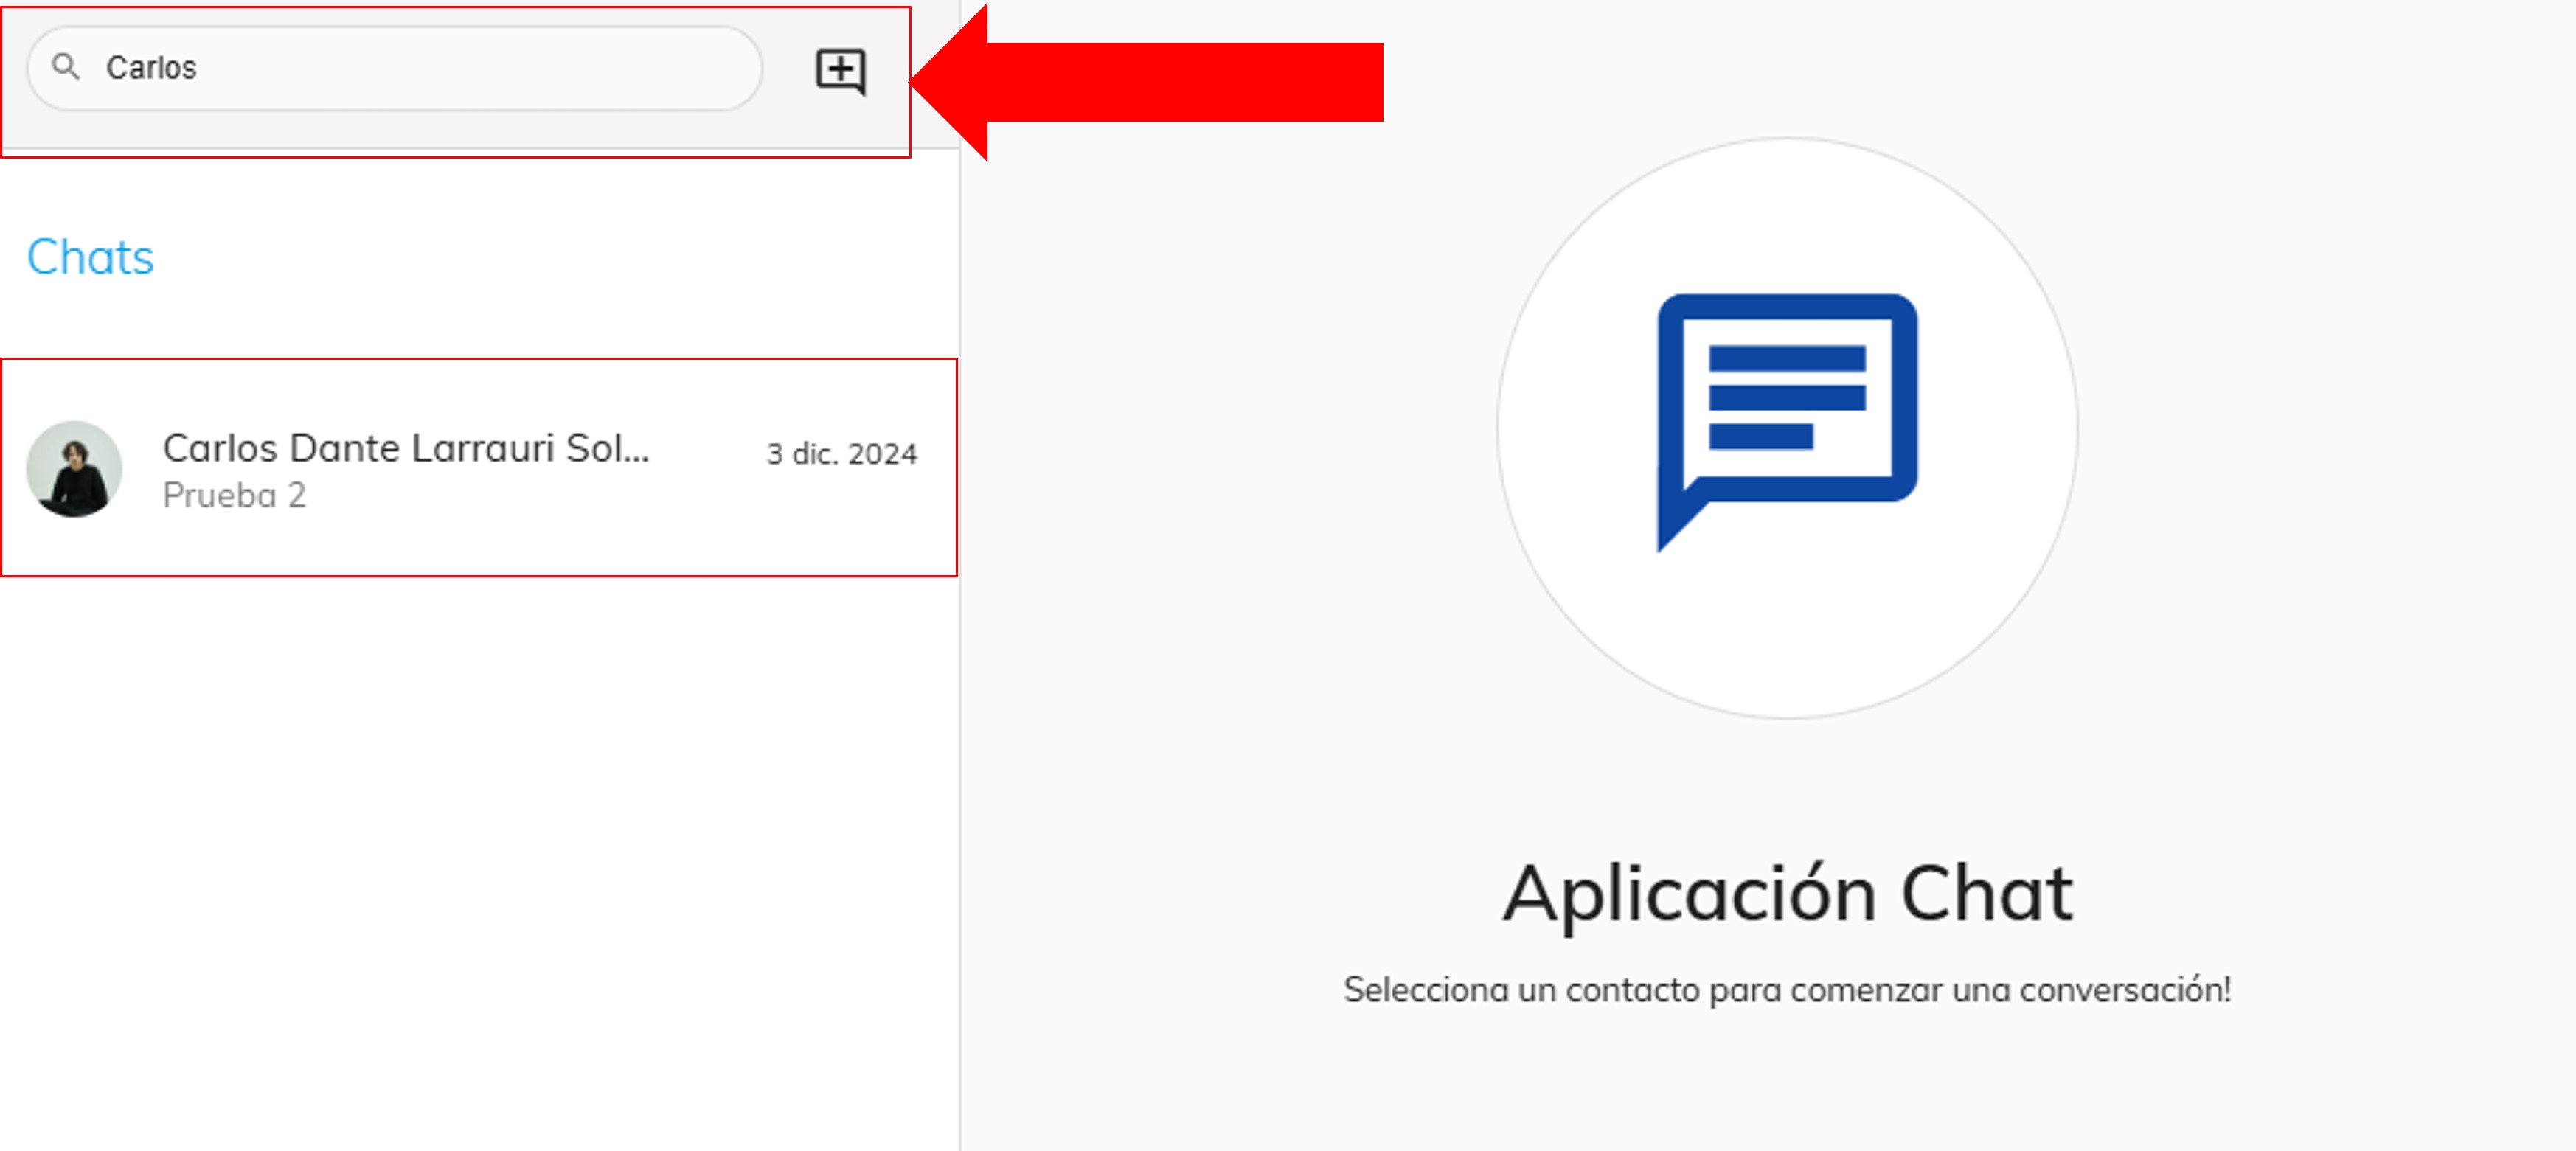 Carlos
Chats
Carlos Dante Larrauri Sol...
3 dic. 2024
Prueba 2
Aplicación Chat
Selecciona un contacto para comenzar una conversación!